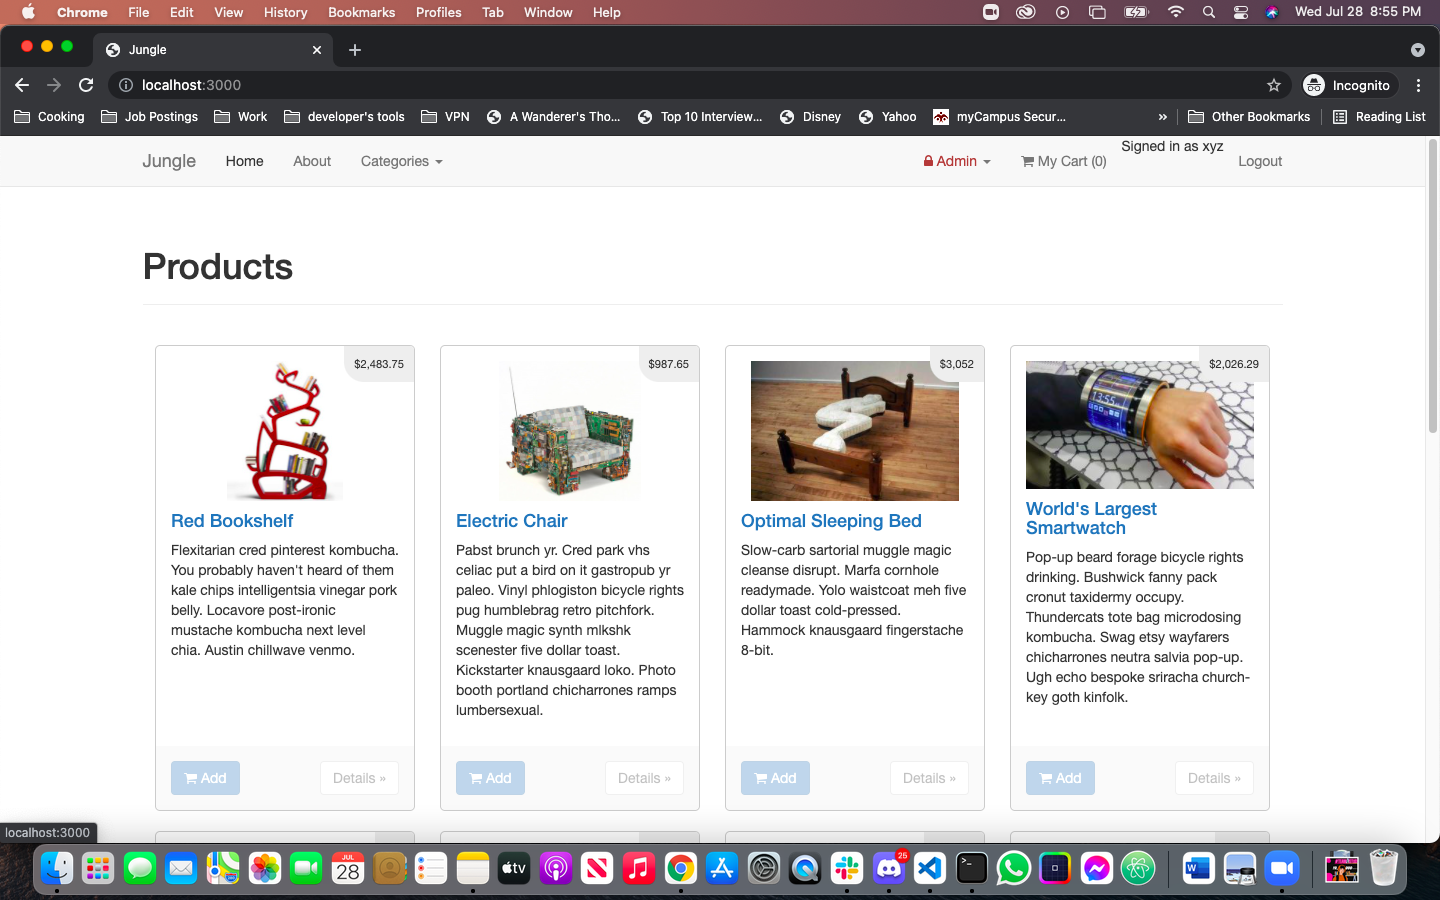 Chrome File Edit View History Bookmarks Profiles Tab Window Help Wed Jul 28 8:55 PM
Jungle
localhost:3000 Incognito
Cooking Job Postings Work developer's tools VPN A Wanderer's Tho... Top 10 Interview... Disney Yahoo myCampus Secur... » Other Bookmarks Reading List
Jungle Home About Categories Admin My Cart (0) Signed in as xyz Logout
Products
$2,483.75
Red Bookshelf
Flexitarian cred pinterest kombucha.
You probably haven't heard of them
kale chips intelligentsia vinegar pork
belly. Locavore post-ironic
mustache kombucha next level
chia. Austin chillwave venmo.
Add Details »
$987.65
Electric Chair
Pabst brunch yr. Cred park vhs
celiac put a bird on it gastropub yr
paleo. Vinyl phlogiston bicycle rights
pug humblebrag retro pitchfork.
Muggle magic synth mlkshk
scenester five dollar toast.
Kickstarter knausgaard loko. Photo
booth portland chicharrones ramps
lumbersexual.
Add Details »
$3,052
Optimal Sleeping Bed
Slow-carb sartorial muggle magic
cleanse disrupt. Marfa cornhole
readymade. Yolo waistcoat meh five
dollar toast cold-pressed.
Hammock knausgaard fingerstache
8-bit.
Add Details »
$2,026.29
13:55
World's Largest
Smartwatch
Pop-up beard forage bicycle rights
drinking. Bushwick fanny pack
cronut taxidermy occupy.
Thundercats tote bag microdosing
kombucha. Swag etsy wayfarers
chicharrones neutra salvia pop-up.
Ugh echo bespoke sriracha church-
key goth kinfolk.
Add Details »
localhost:3000
JUL
28
tv
25